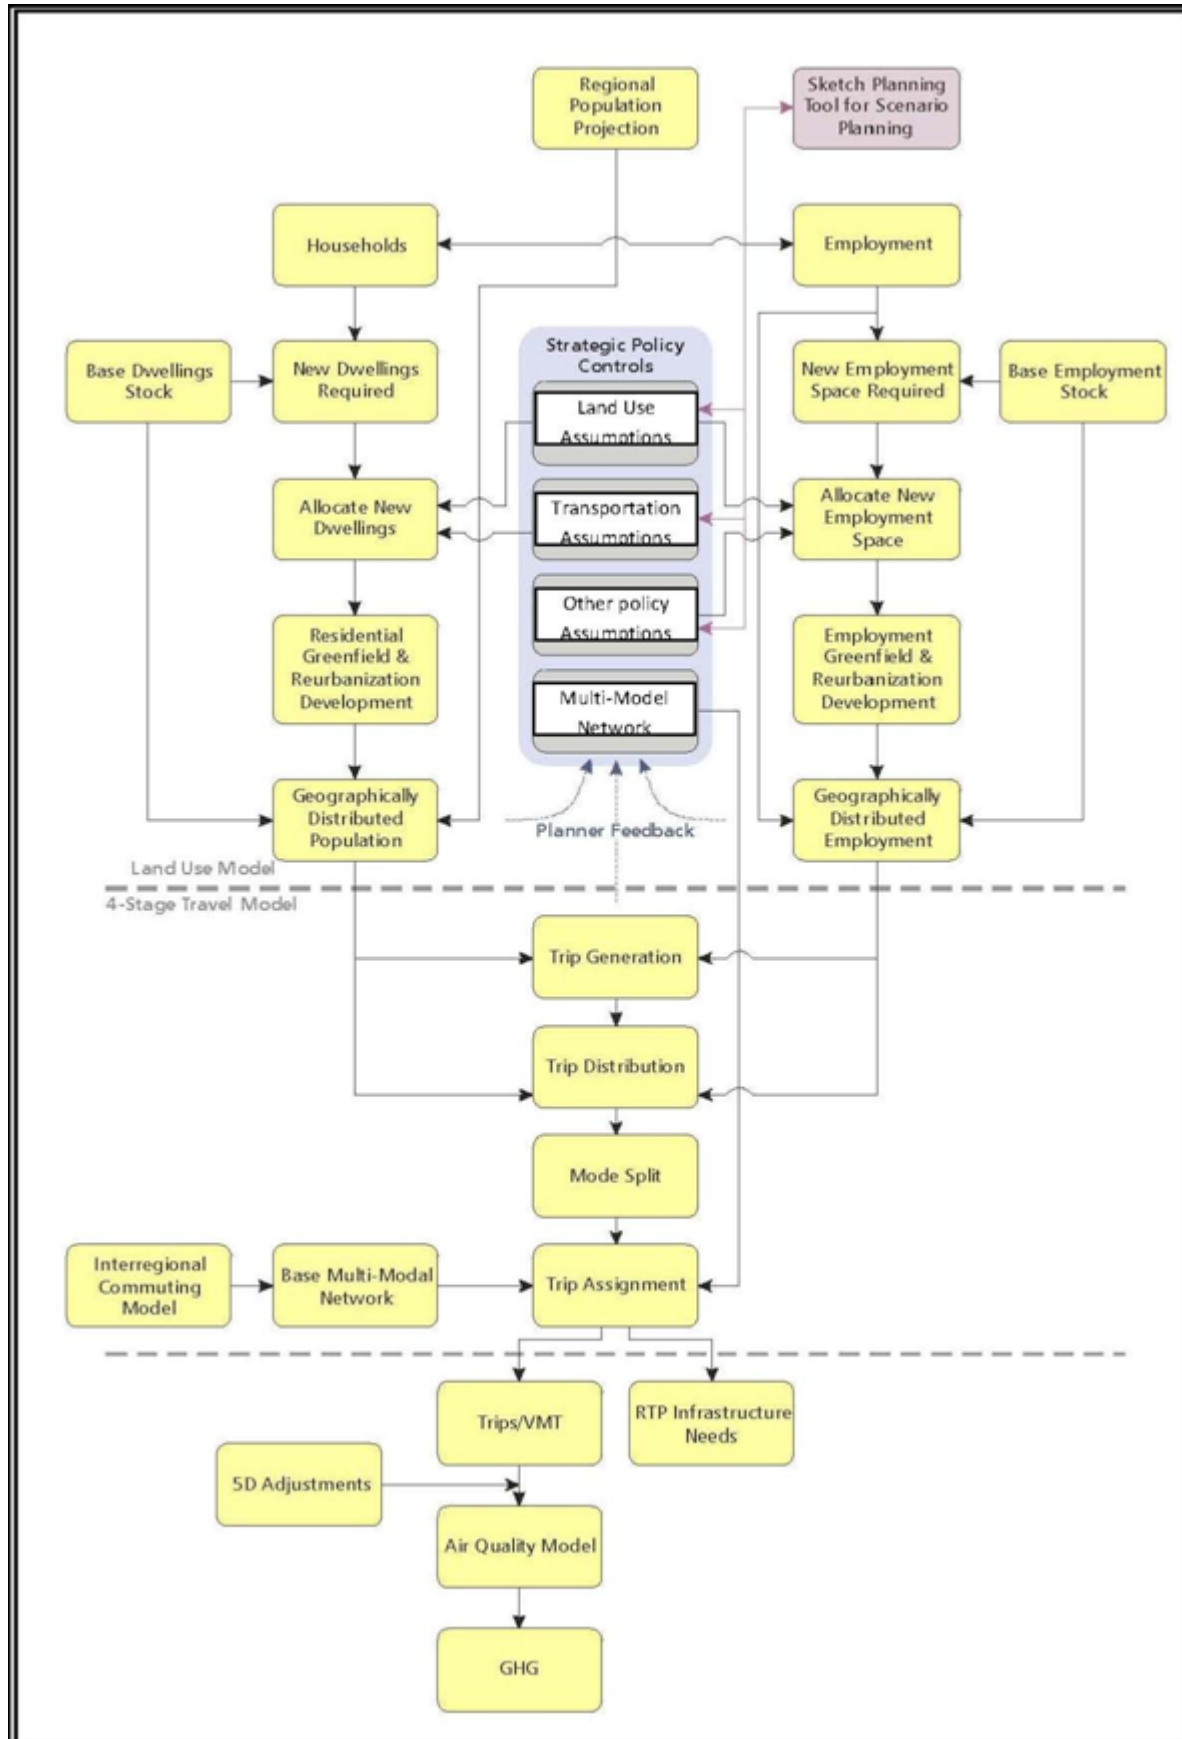 Regional
Population
Projection
Sketch Planning
Tool for Scenario
Planning
Households
Employment
Base Dwellings
Stock
New Dwellings
Required
Strategic Policy
Controls
Land Use
Assumptions
New Employment
Space Required
Base Employment
Stock
Allocate New
Dwellings
Transportation
Assumptions
Allocate New
Employment
Space
Residential
Greenfield &
Reurbanization
Development
Other policy
Assumptions
Employment
Greenfield &
Reurbanization
Development
Multi-Model
Network
Geographically
Distributed
Population
Planner Feedback
Geographically
Distributed
Employment
Land Use Model
4-Stage Travel Model
Trip Generation
Trip Distribution
Mode Split
Interregional
Commuting
Model
Base Multi-Modal
Network
Trip Assignment
Trips/VMT
RTP Infrastructure
Needs
5D Adjustments
Air Quality Model
GHG